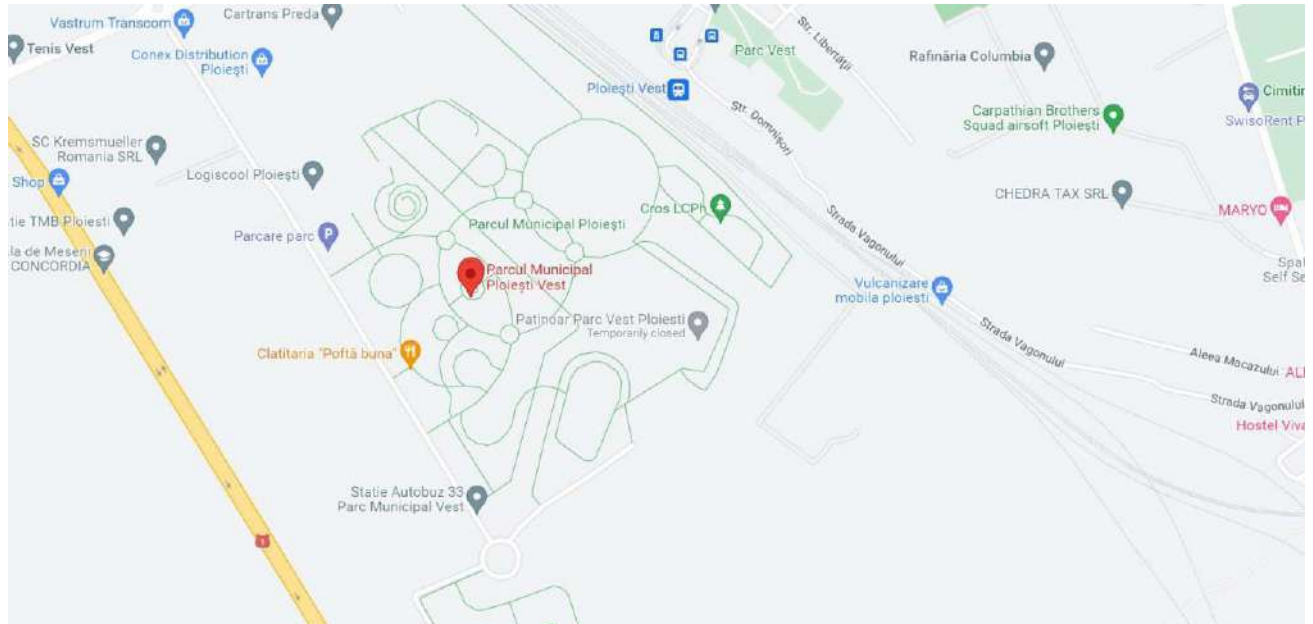 Vastrum Transcom
Cartrans Preda
Tenis Vest
Conex Distribution
Ploiești
Ploiești Vest
Parc Vest
Str. Libertății
Rafinăria Columbia
Str. Domnișori
Carpathian Brothers
Squad airsoft Ploiești
Cimitir
SwisoRent P
SC Kremsmueller
Romania SRL
Shop
Logiscool Ploiești
CHEDRA TAX SRL
tie TMB Ploiesti
Parcare parc
P
Parcul Municipal Ploiești
Cros LCPh
Strada Vagonului
MARYO
la de Meseri
CONCORDIA
Parcul Municipal
Ploiești Vest
Vulcanizare
mobila ploiesti
Spal
Self Se
Patinoar Parc Vest Ploiesti
Temporarily closed
Clatitaria "Poftă buna"
Strada Vagonului
Aleea Mocazului
ALI
Strada Vagonului
Hostel Viva
Statie Autobuz 33
Parc Municipal Vest
1